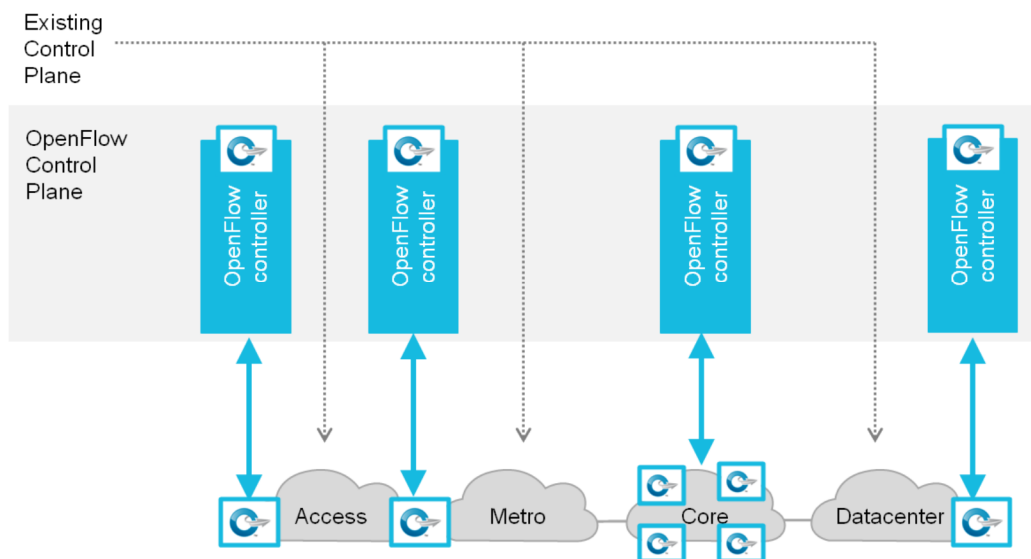 Existing
Control
Plane
OpenFlow
Control
Plane
OpenFlow
controller
OpenFlow
controller
OpenFlow
controller
OpenFlow
controller
Access
Metro
Core
Datacenter